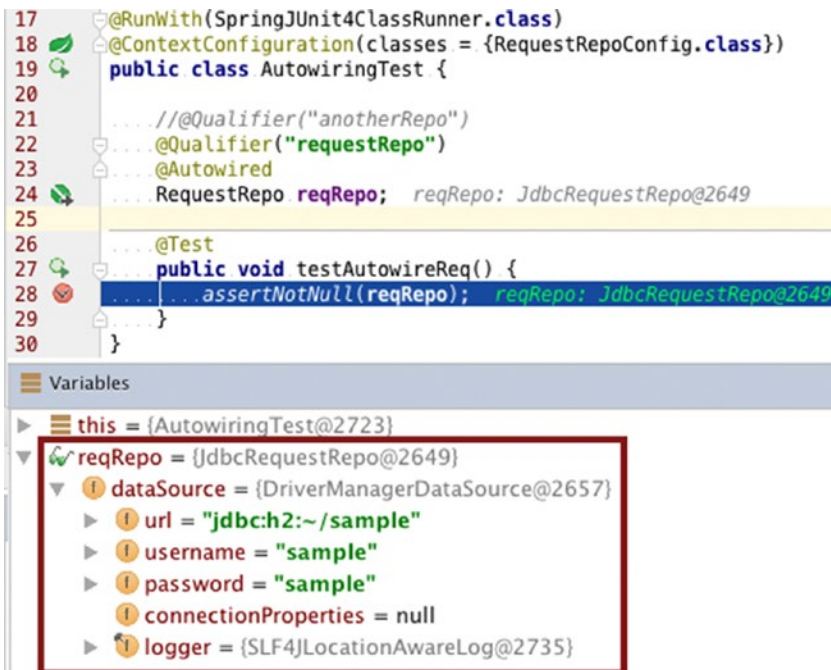 17 @RunWith(SpringJUnit4ClassRunner.class)
18 @ContextConfiguration(classes = {RequestRepoConfig.class})
19 public class AutowiringTest {
20
21 //@Qualifier("anotherRepo")
22 @Qualifier("requestRepo")
23 @Autowired
24 RequestRepo reqRepo; reqRepo: JdbcRequestRepo@2649
25
26 @Test
27 public void testAutowireReq() {
28 assertNotNull(reqRepo); reqRepo: JdbcRequestRepo@2649
29 }
30 }
Variables
this = {AutowiringTest@2723}
reqRepo = {JdbcRequestRepo@2649}
f dataSource = {DriverManagerDataSource@2657}
f url = "jdbc:h2:~/sample"
f username = "sample"
f password = "sample"
f connectionProperties = null
f logger = {SLF4JLocationAwareLog@2735}